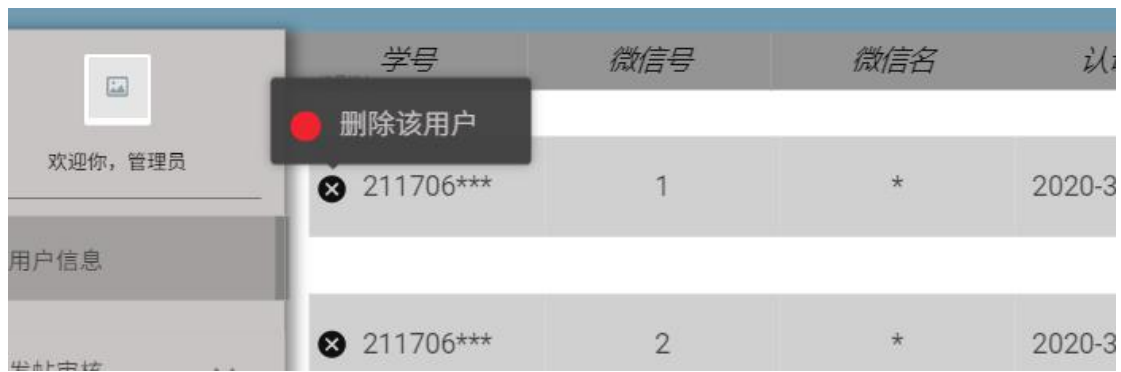 学号 微信号 微信名
删除该用户
欢迎你，管理员
211706*** 1 * 2020-3
用户信息
211706*** 2 * 2020-3